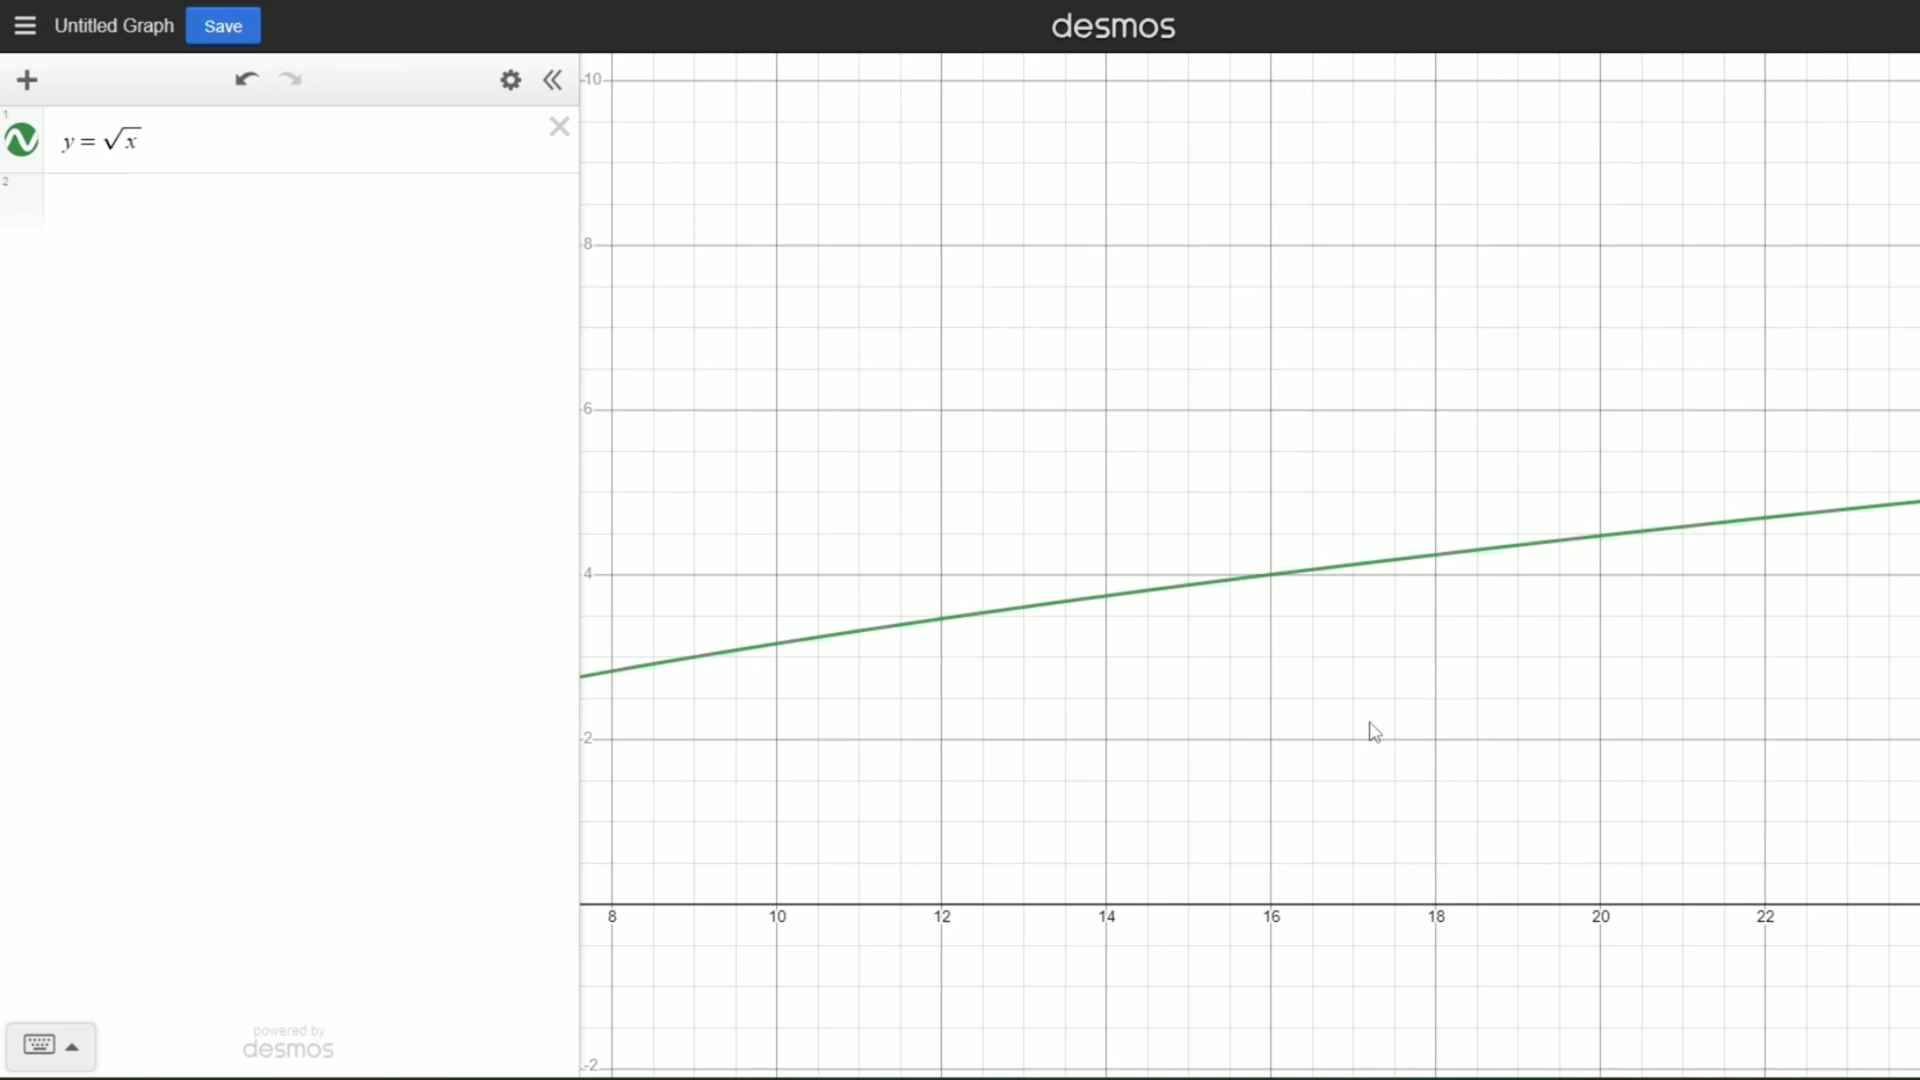 Untitled Graph
Save
desmos
1
y = √x
2
10
8
6
4
2
-2
8
10
12
14
16
18
20
22
powered by
desmos